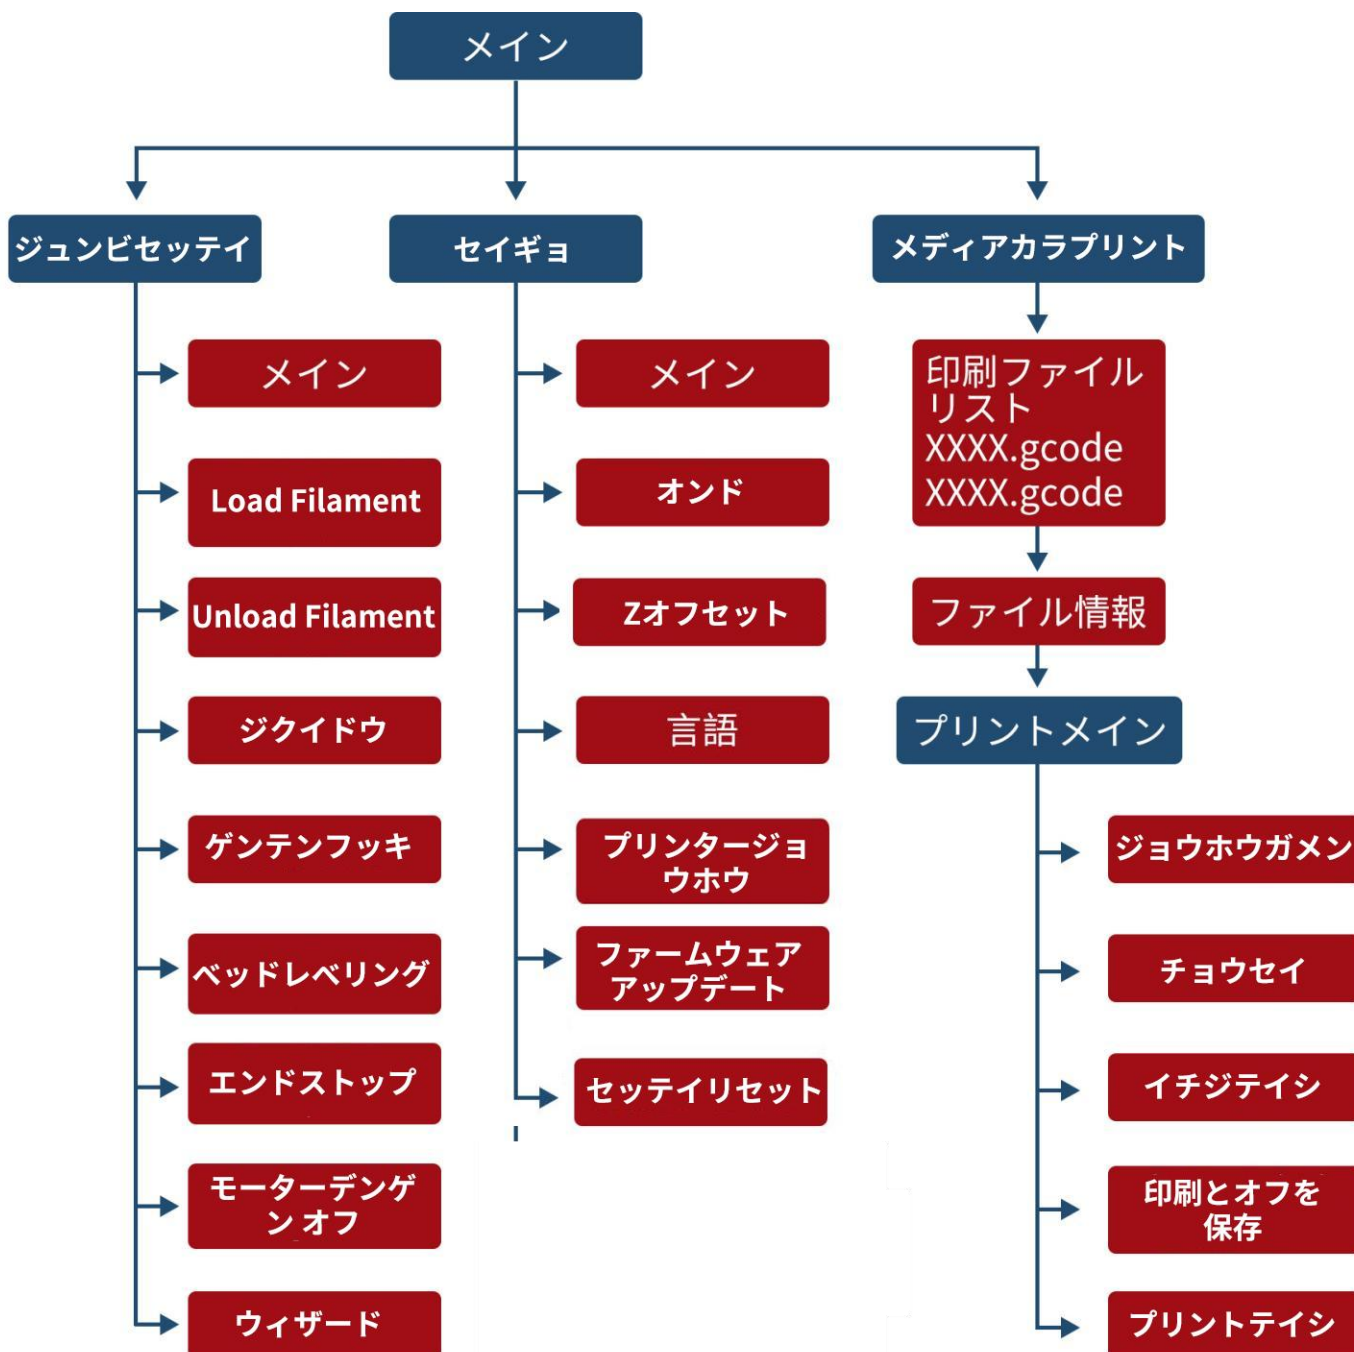 メイン
ジュンビセッテイ
メイン
Load Filament
Unload Filament
ジクイドウ
ゲンテンフッキ
ベッドレベリング
エンドストップ
モーターデンゲ
ン オフ
ウィザード
セイギョ
メイン
オンド
Zオフセット
言語
プリンタージョ
ウホウ
ファームウェア
アップデート
セッテイリセット
メディアカラプリント
印刷ファイル
リスト
XXXX.gcode
XXXX.gcode
ファイル情報
プリントメイン
ジョウホウガメン
チョウセイ
イチジテイシ
印刷とオフを
保存
プリントテイシ